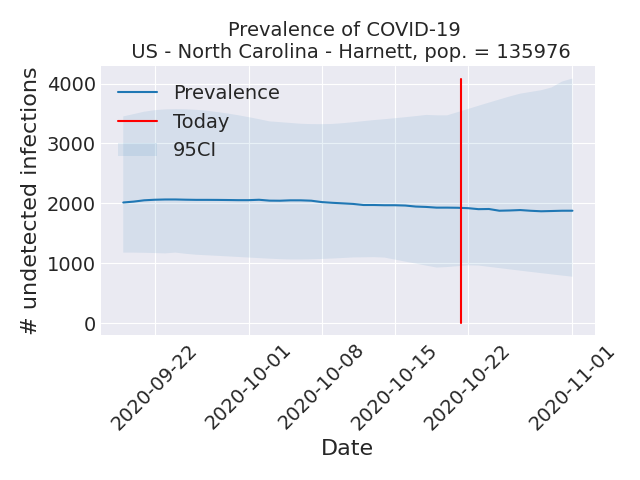 Prevalence of COVID-19
US - North Carolina - Harnett, pop. = 135976
4000
3000
2000
1000
0
# undetected infections
Prevalence
Today
95CI
2020-09-22
2020-10-01
2020-10-08
2020-10-15
2020-10-22
2020-11-01
Date